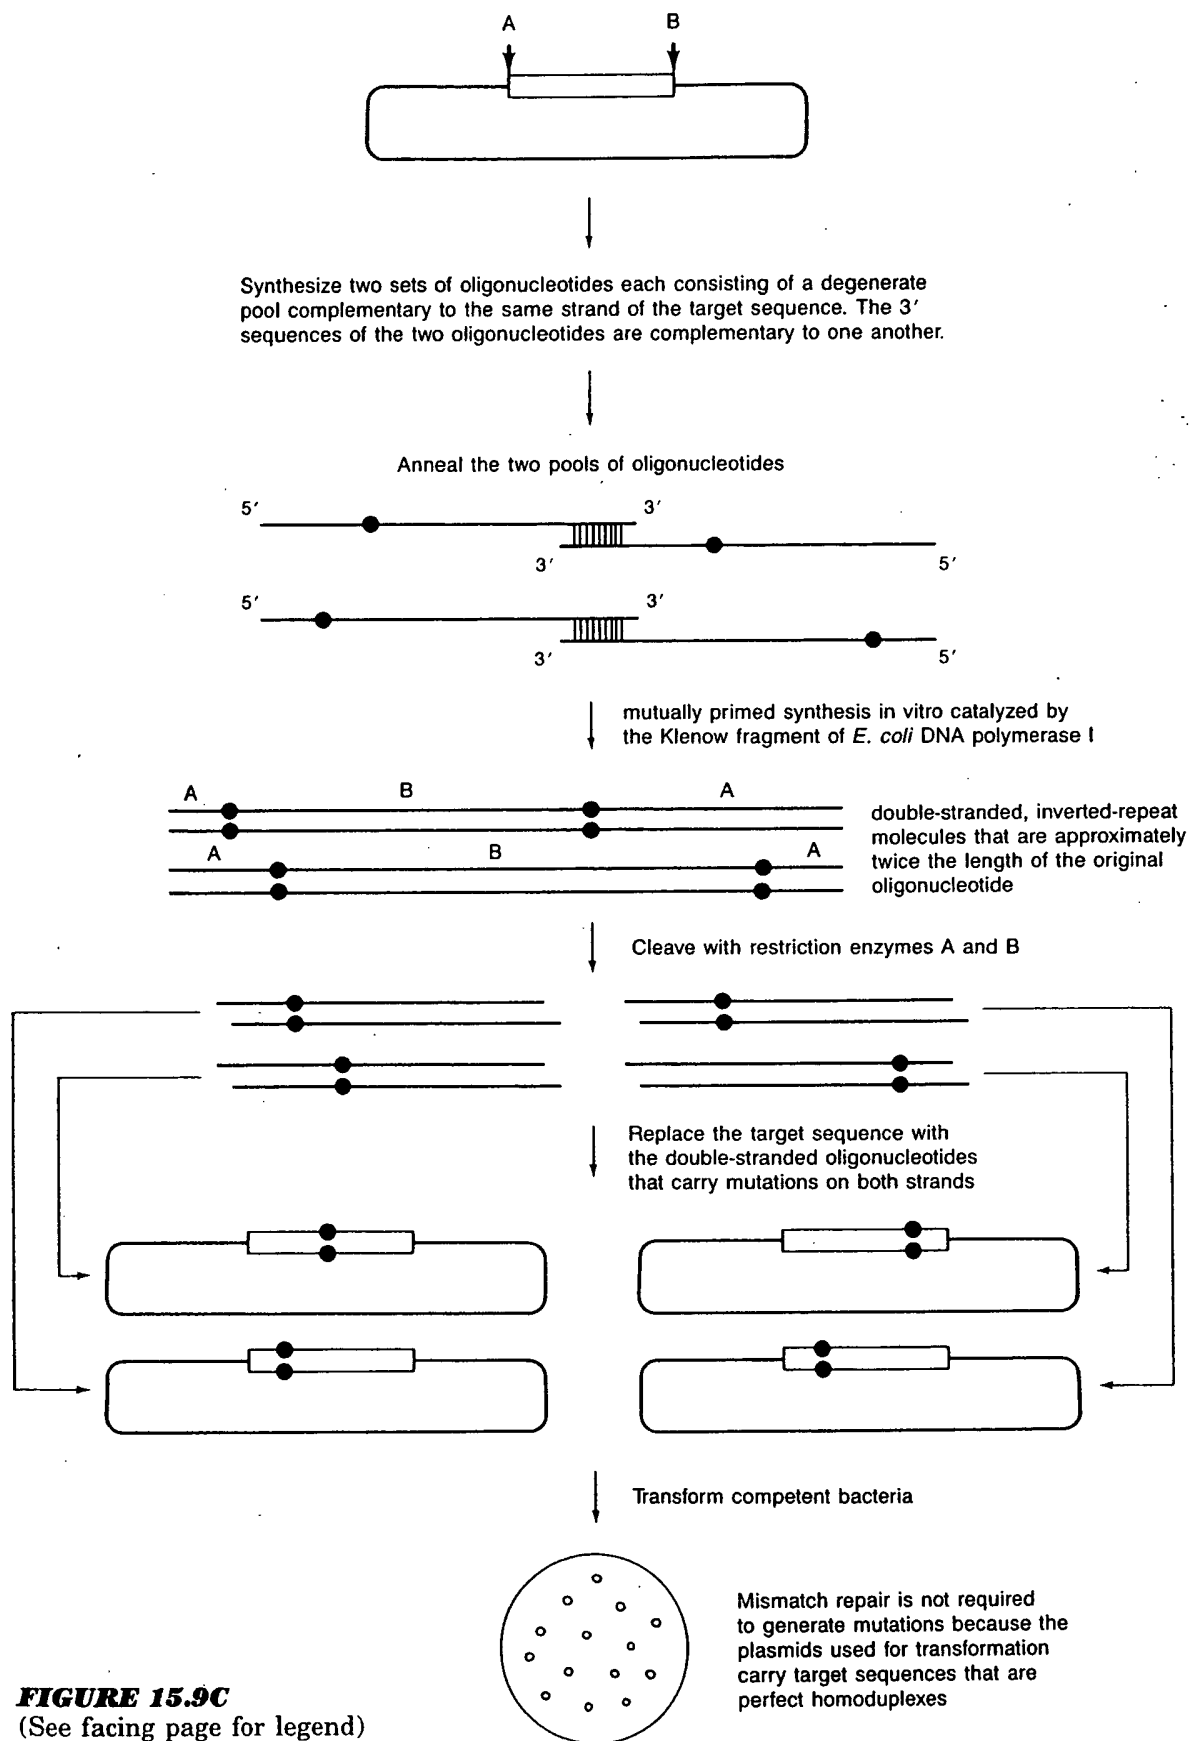 A
B
Synthesize two sets of oligonucleotides each consisting of a degenerate
pool complementary to the same strand of the target sequence. The 3′
sequences of the two oligonucleotides are complementary to one another.
Anneal the two pools of oligonucleotides
5′
3′
3′
5′
5′
3′
3′
5′
mutually primed synthesis in vitro catalyzed by
the Klenow fragment of E. coli DNA polymerase I
A
B
A
A
B
A
double-stranded, inverted-repeat
molecules that are approximately
twice the length of the original
oligonucleotide
Cleave with restriction enzymes A and B
Replace the target sequence with
the double-stranded oligonucleotides
that carry mutations on both strands
Transform competent bacteria
Mismatch repair is not required
to generate mutations because the
plasmids used for transformation
carry target sequences that are
perfect homoduplexes
FIGURE 15.9C
(See facing page for legend)